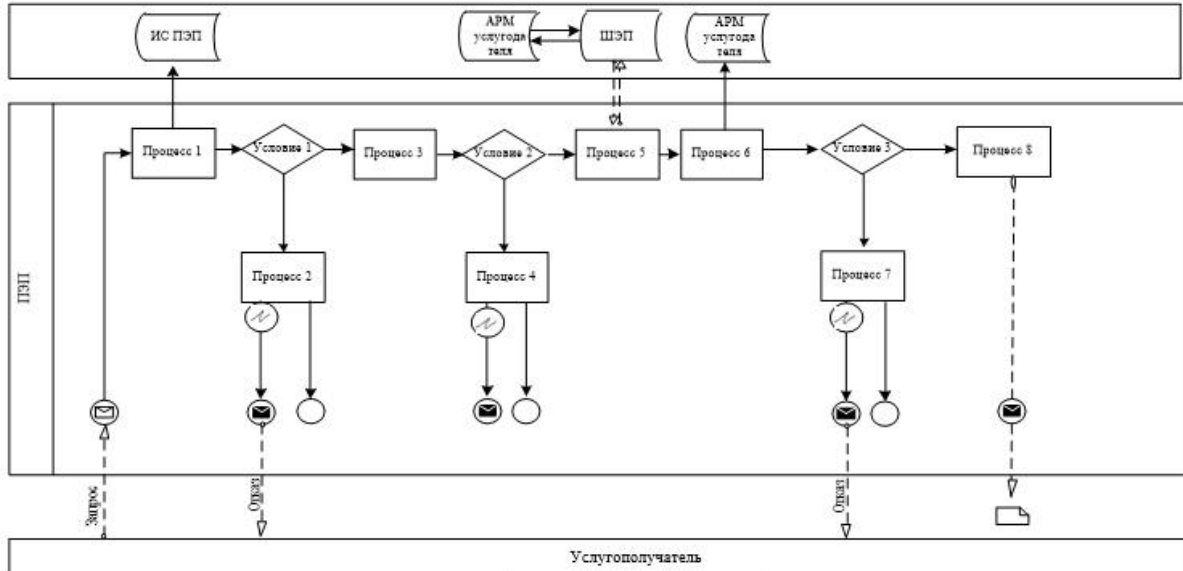 ИС ПЭП
АРМ
услугода
теля
ШЭП
АРМ
услугода
теля
ПЭП
Процесс 1
Условие 1
Процесс 3
Условие 2
Процесс 5
Процесс 6
Условие 3
Процесс 8
Процесс 2
Процесс 4
Процесс 7
Запрос
Отказ
Отказ
Услугополучатель